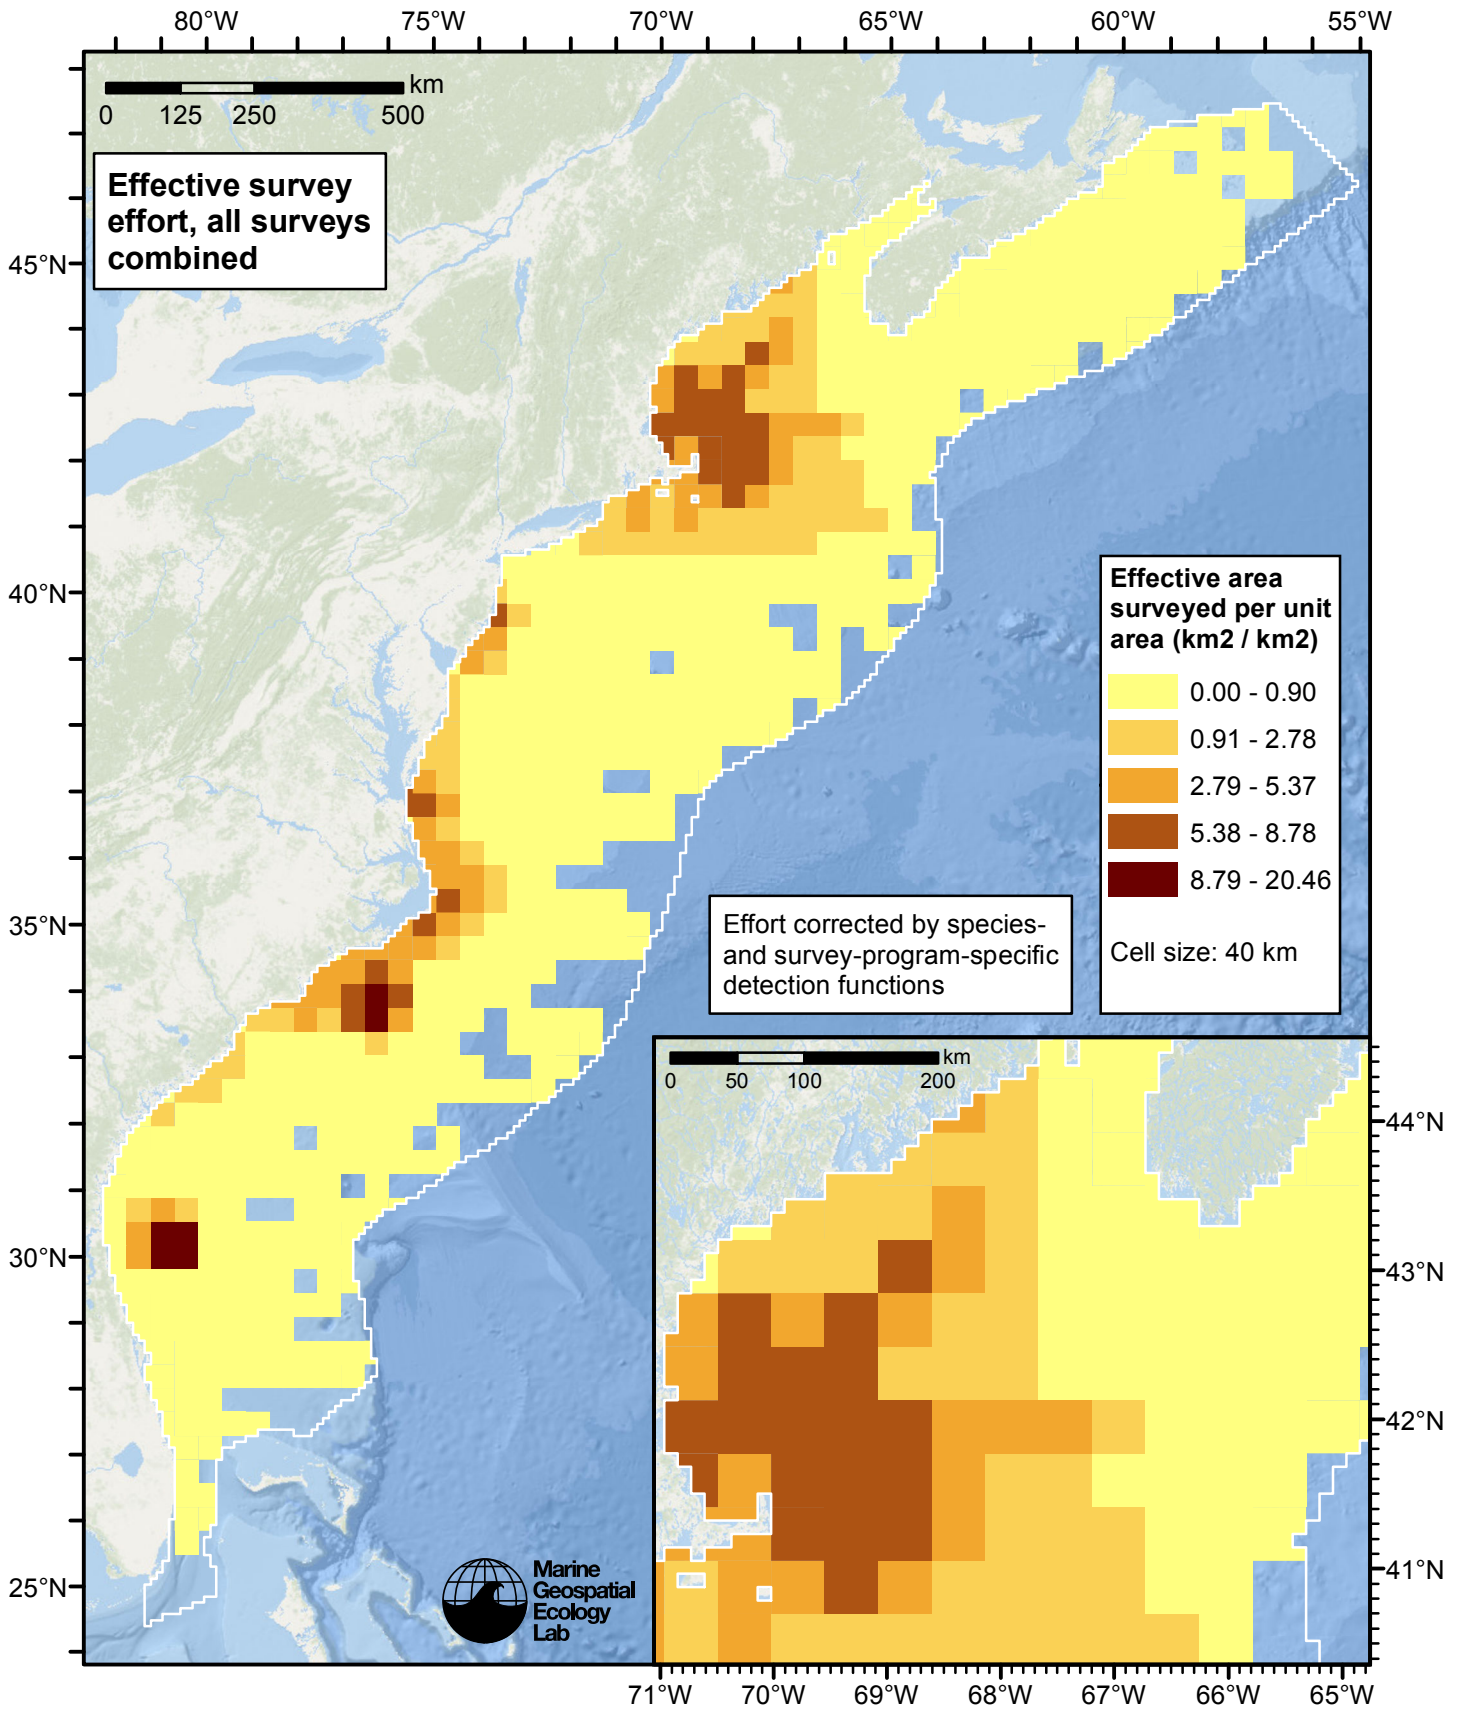 80°W 75°W 70°W 65°W 60°W 55°W
km
0 125 250 500
Effective survey
effort, all surveys
combined
45°N
40°N
35°N
30°N
25°N
Effective area
surveyed per unit
area (km2 / km2)
0.00 - 0.90
0.91 - 2.78
2.79 - 5.37
5.38 - 8.78
8.79 - 20.46
Cell size: 40 km
Effort corrected by species-
and survey-program-specific
detection functions
km
0 50 100 200
44°N
43°N
42°N
41°N
Marine
Geospatial
Ecology
Lab
71°W 70°W 69°W 68°W 67°W 66°W 65°W